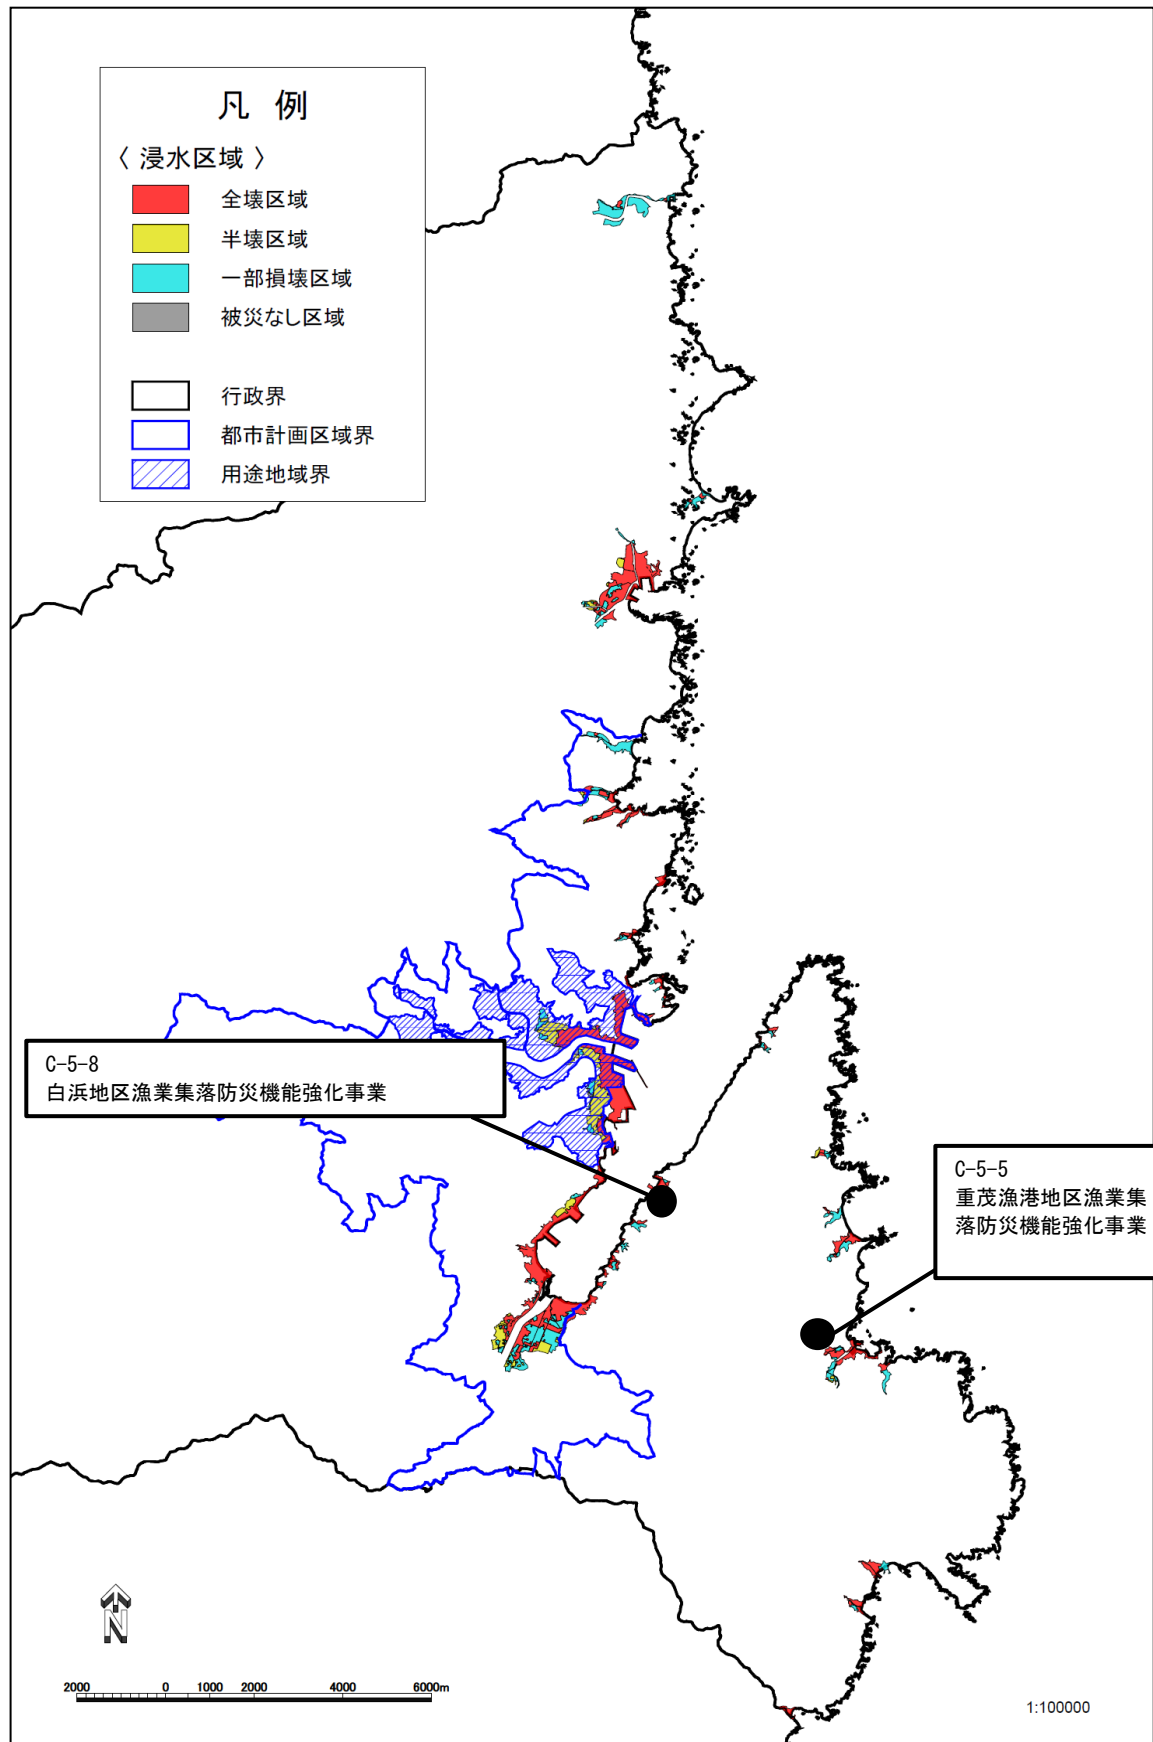 凡 例
〈 浸水区域 〉
全壊区域
半壊区域
一部損壊区域
被災なし区域
行政界
都市計画区域界
用途地域界
C-5-8
白浜地区漁業集落防災機能強化事業
C-5-5
重茂漁港地区漁業集
落防災機能強化事業
N
2000 0 1000 2000 4000 6000m
1:100000